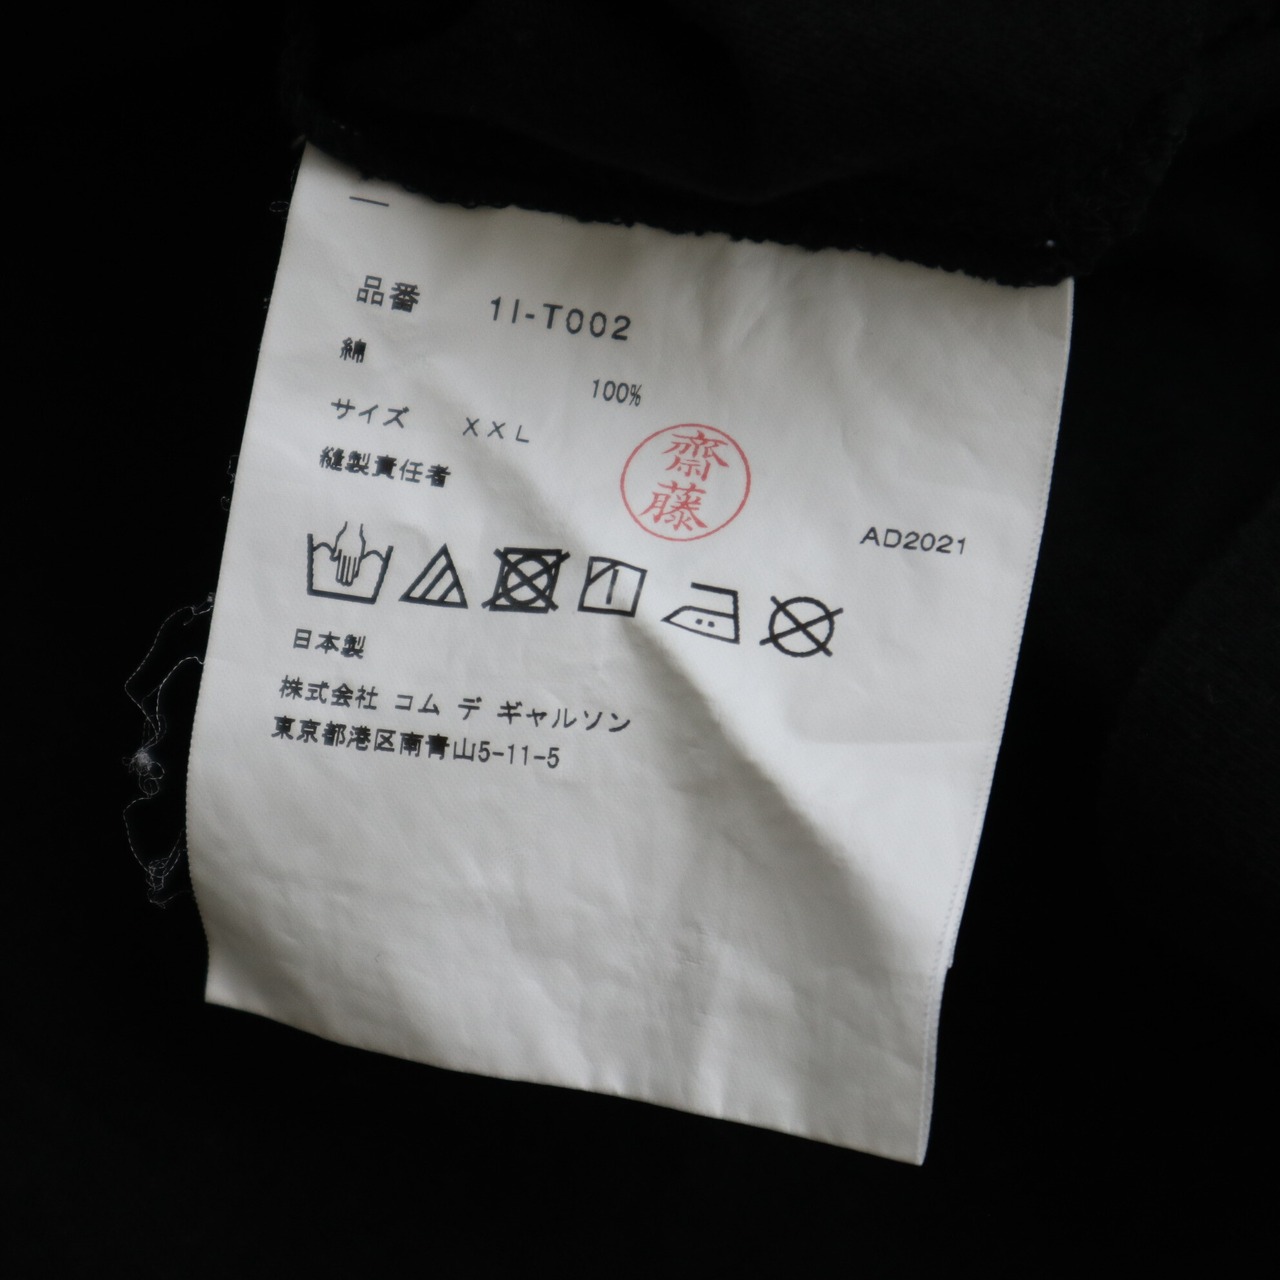 品番 1I-T002
綿 100%
サイズ XXL
縫製責任者
齋藤
AD2021
日本製
株式会社 コム デ ギャルソン
東京都港区南青山5-11-5